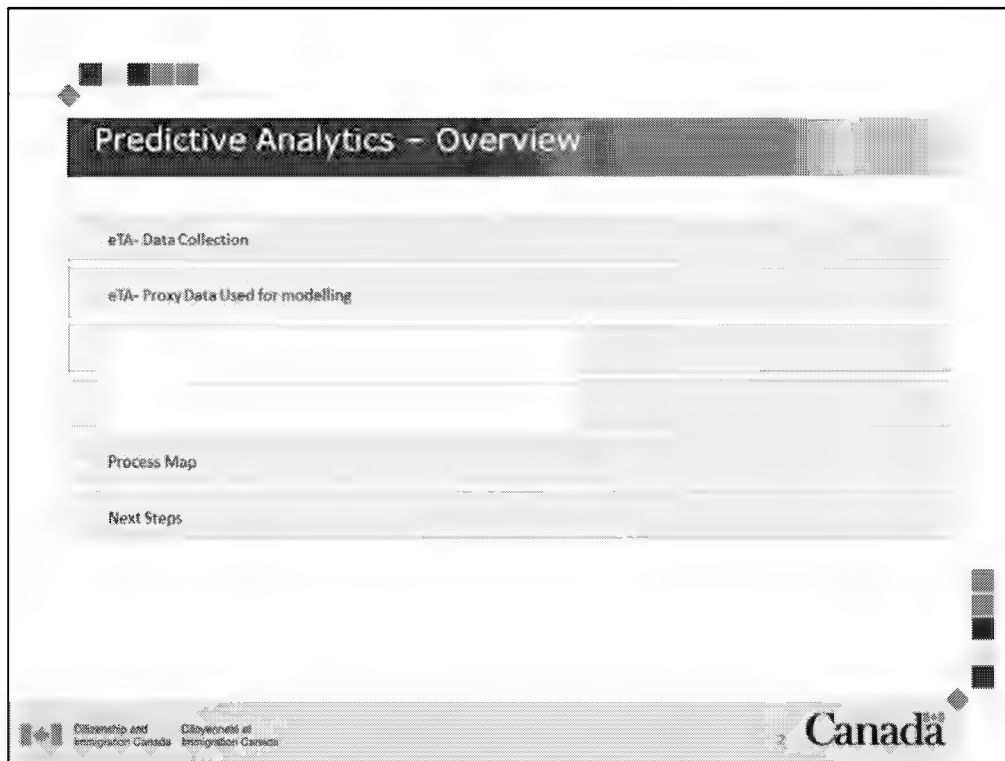 Predictive Analytics – Overview
eTA- Data Collection
eTA- Proxy Data Used for modelling
Process Map
Next Steps
Citizenship and Immigration Canada
Citoyenneté et Immigration Canada
2
Canada